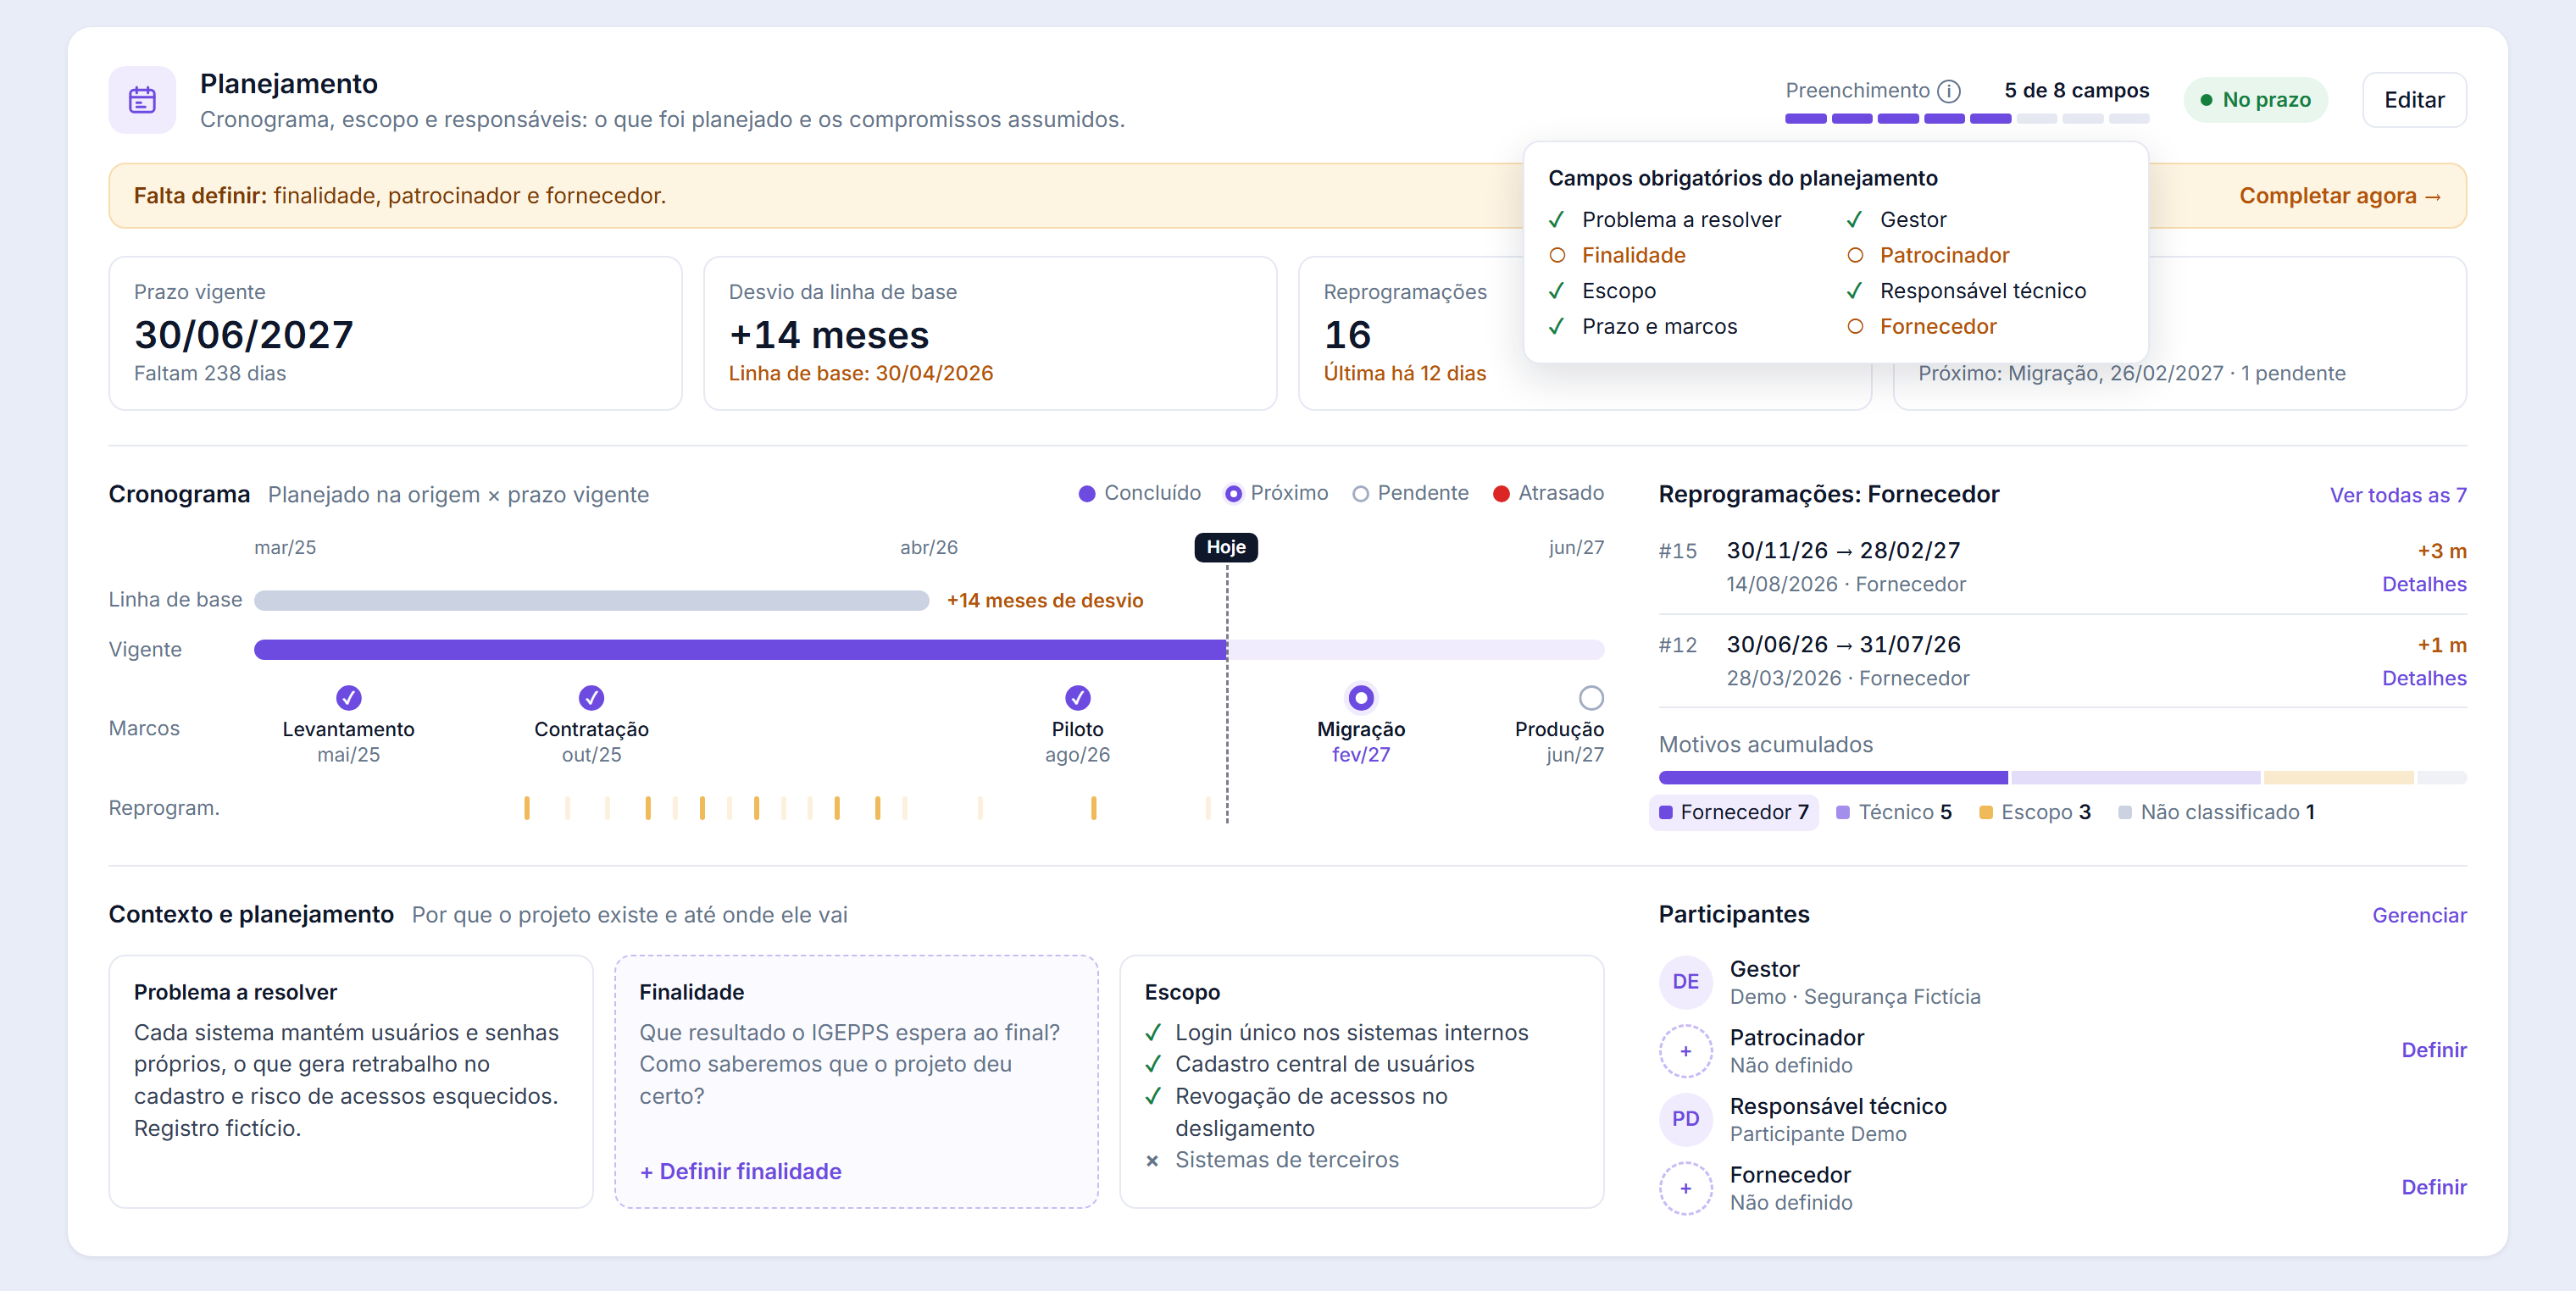 Planejamento
Cronograma, escopo e responsáveis: o que foi planejado e os compromissos assumidos.
Preenchimento i 5 de 8 campos
No prazo
Editar
Falta definir: finalidade, patrocinador e fornecedor.
Completar agora →
Campos obrigatórios do planejamento
✓ Problema a resolver
✓ Gestor
Finalidade
Patrocinador
✓ Escopo
✓ Responsável técnico
✓ Prazo e marcos
Fornecedor
Prazo vigente
30/06/2027
Faltam 238 dias
Desvio da linha de base
+14 meses
Linha de base: 30/04/2026
Reprogramações
16
Última há 12 dias
Próximo: Migração, 26/02/2027 · 1 pendente
Cronograma Planejado na origem × prazo vigente
Concluído Próximo Pendente Atrasado
mar/25 abr/26 Hoje jun/27
Linha de base +14 meses de desvio
Vigente
Marcos
Levantamento
mai/25
Contratação
out/25
Piloto
ago/26
Migração
fev/27
Produção
jun/27
Reprogram.
Reprogramações: Fornecedor
Ver todas as 7
#15 30/11/26 → 28/02/27 +3 m
14/08/2026 · Fornecedor Detalhes
#12 30/06/26 → 31/07/26 +1 m
28/03/2026 · Fornecedor Detalhes
Motivos acumulados
Fornecedor 7 Técnico 5 Escopo 3 Não classificado 1
Contexto e planejamento Por que o projeto existe e até onde ele vai
Problema a resolver
Cada sistema mantém usuários e senhas
próprios, o que gera retrabalho no
cadastro e risco de acessos esquecidos.
Registro fictício.
Finalidade
Que resultado o IGEPPS espera ao final?
Como saberemos que o projeto deu
certo?
+ Definir finalidade
Escopo
✓ Login único nos sistemas internos
✓ Cadastro central de usuários
✓ Revogação de acessos no
desligamento
× Sistemas de terceiros
Participantes
Gerenciar
DE Gestor
Demo · Segurança Fictícia
+ Patrocinador
Não definido
Definir
PD Responsável técnico
Participante Demo
+ Fornecedor
Não definido
Definir